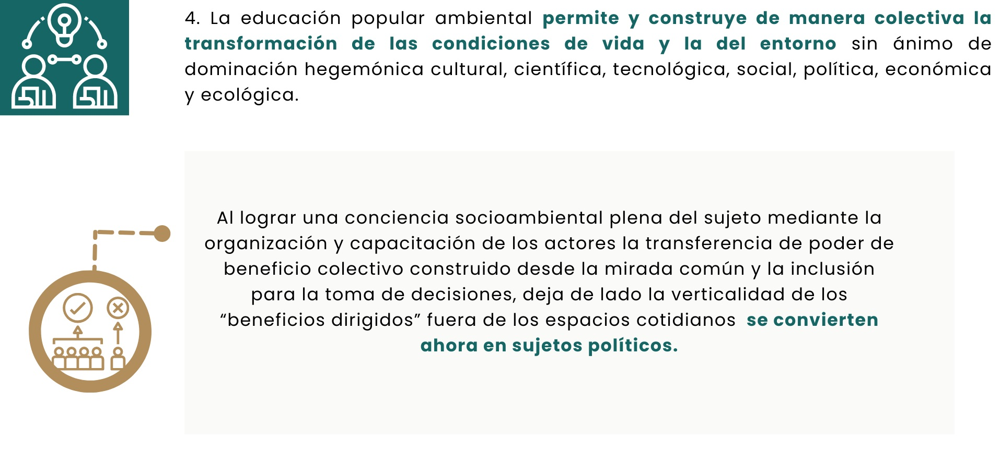 4. La educación popular ambiental permite y construye de manera colectiva la
transformación de las condiciones de vida y la del entorno sin ánimo de
dominación hegemónica cultural, científica, tecnológica, social, política, económica
y ecológica.
Al lograr una conciencia socioambiental plena del sujeto mediante la
organización y capacitación de los actores la transferencia de poder de
beneficio colectivo construido desde la mirada común y la inclusión
para la toma de decisiones, deja de lado la verticalidad de los
“beneficios dirigidos” fuera de los espacios cotidianos  se convierten
ahora en sujetos políticos.